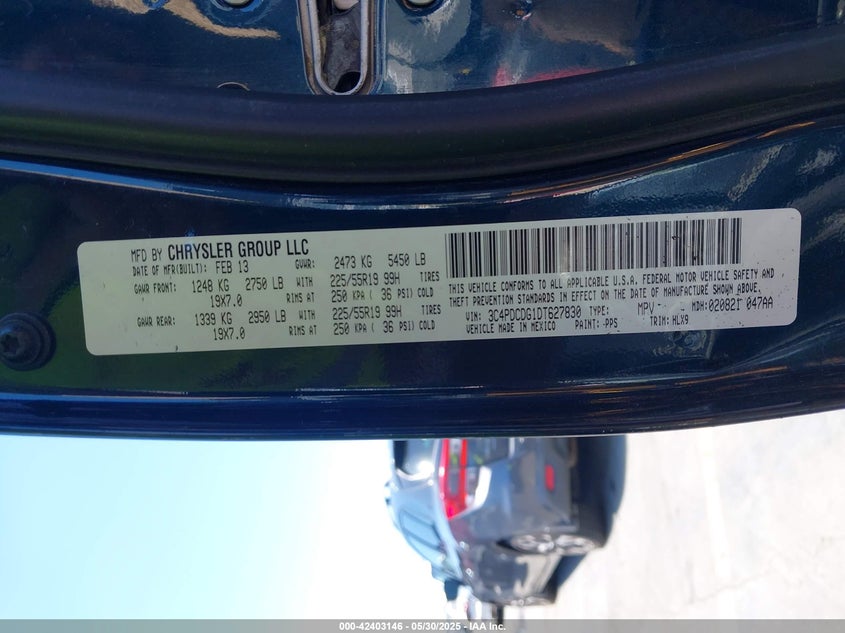 MFD BY CHRYSLER GROUP LLC
DATE OF MFR(BUILT): FEB 13 GVWR: 2473 KG 5450 LB
GAWR FRONT: 1248 KG 2750 LB WITH 225/55R19 99H TIRES
19X7.0 RIMS AT 250 KPA ( 36 PSI) COLD
GAWR REAR: 1339 KG 2950 LB WITH 225/55R19 99H TIRES
19X7.0 RIMS AT 250 KPA ( 36 PSI) COLD
THIS VEHICLE CONFORMS TO ALL APPLICABLE U.S.A. FEDERAL MOTOR VEHICLE SAFETY AND
THEFT PREVENTION STANDARDS IN EFFECT ON THE DATE OF MANUFACTURE SHOWN ABOVE.
VIN: 3C4PDCDG1DT627830 TYPE: MPV MDH: 020821 047AA
VEHICLE MADE IN MEXICO PAINT: PPS TRIM: HLX9
000-42403146 — 05/30/2025 — IAA Inc.